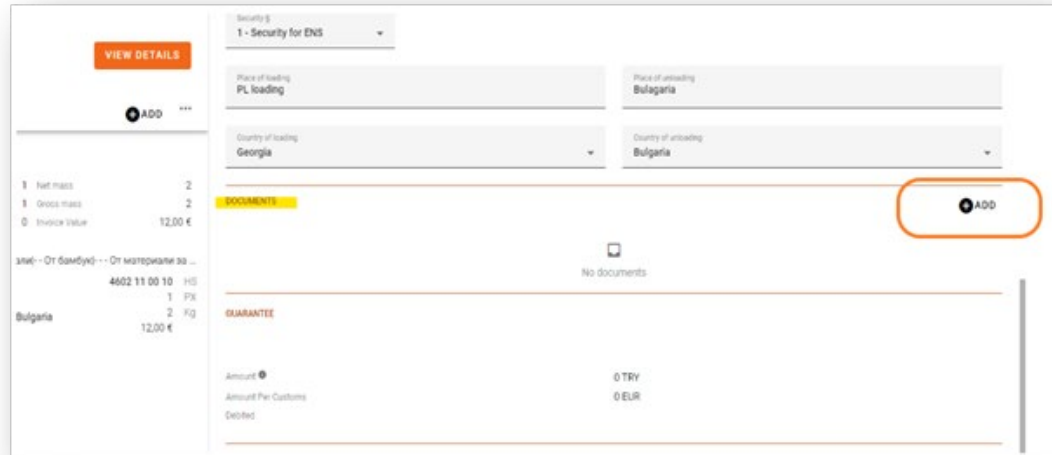 Security
1 - Security for ENS
VIEW DETAILS
Place of loading
PL loading
Place of unloading
Bulagaria
ADD ...
Country of loading
Georgia
Country of unloading
Bulgaria
1 Net mass 2
1 Gross mass 2
0 Invoice Value 12,00 €
DOCUMENTS
ADD
No documents
али(- - От бамбук)- - - От материали за ...
4602 11 00 10 HS
1 PX
Bulgaria 2 Kg
12,00 €
GUARANTEE
Amount 0 TRY
Amount Per Customs 0 EUR
Debited